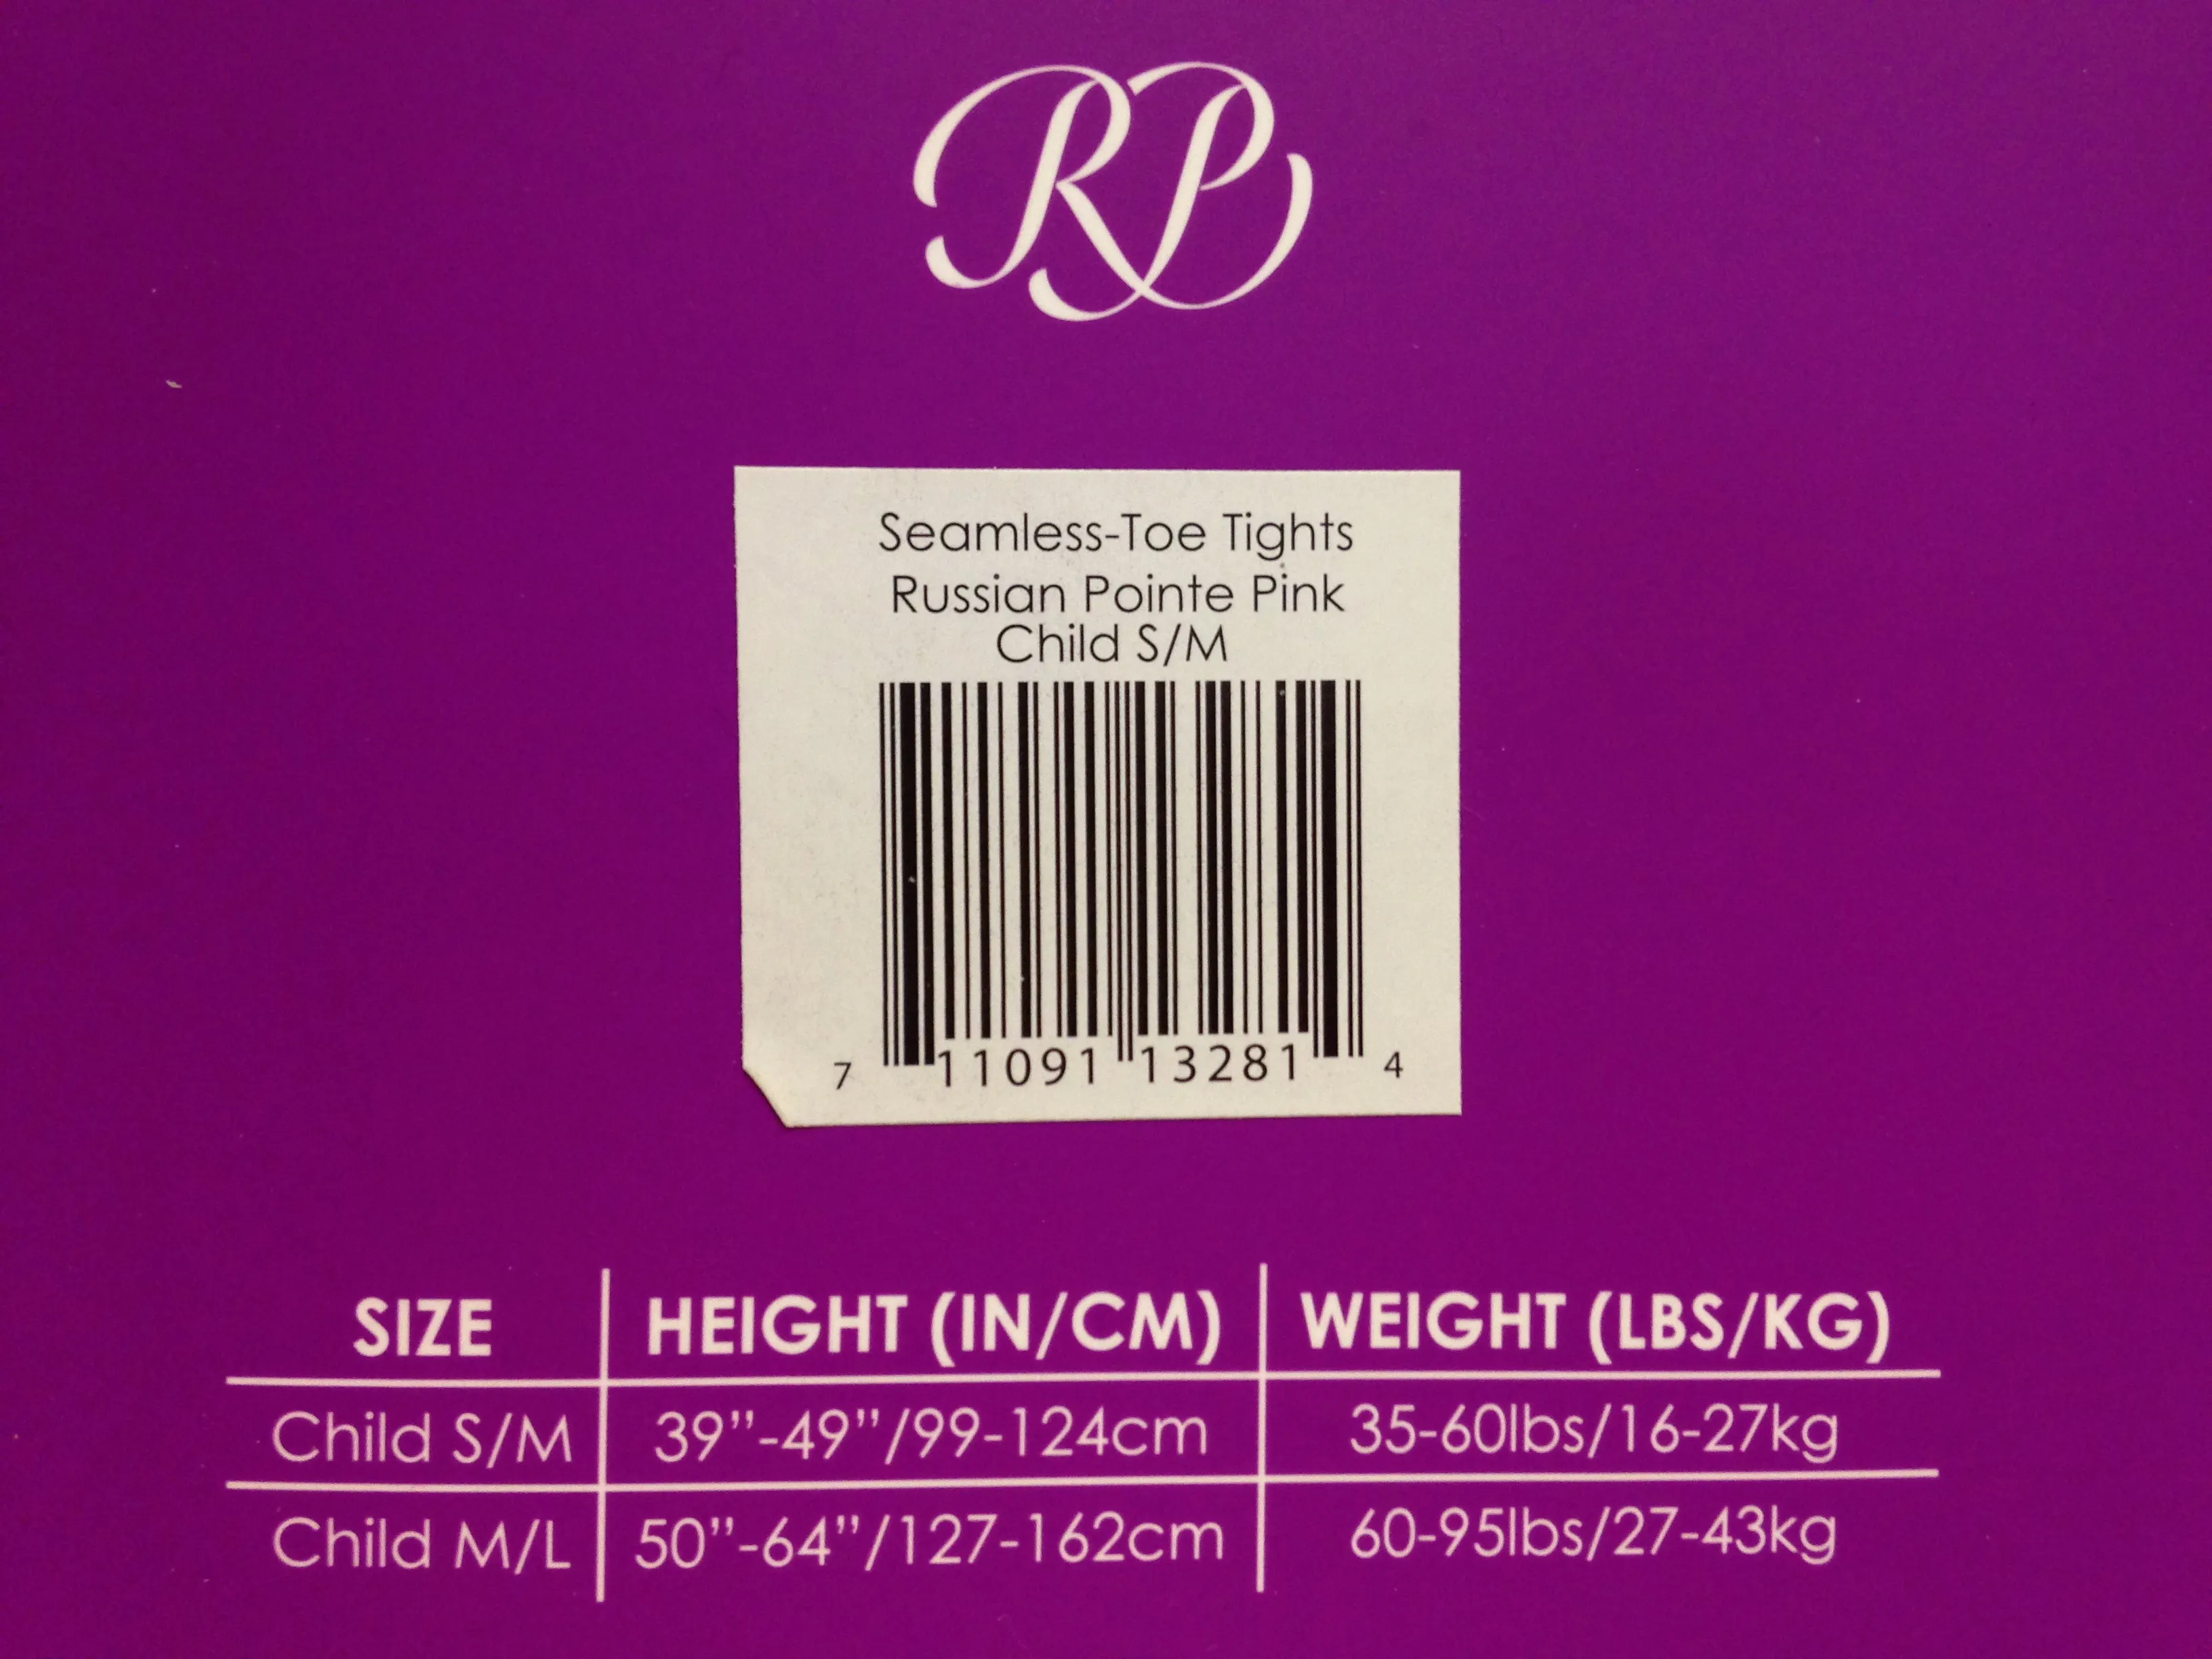 RP
Seamless-Toe Tights
Russian Pointe Pink
Child S/M
7 11091 13281 4
SIZE HEIGHT (IN/CM) WEIGHT (LBS/KG)
Child S/M 39”-49”/99-124cm 35-60lbs/16-27kg
Child M/L 50”-64”/127-162cm 60-95lbs/27-43kg